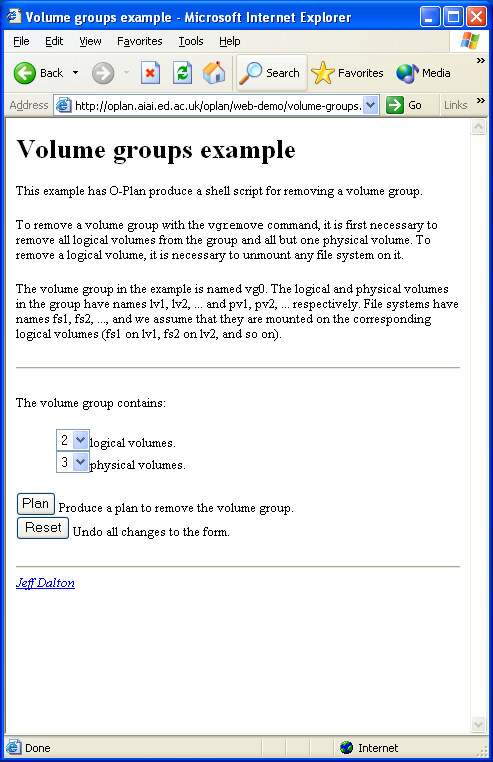 Volume groups example - Microsoft Internet Explorer
File Edit View Favorites Tools Help
Back Search Favorites Media »
Address http://oplan.aiai.ed.ac.uk/oplan/web-demo/volume-groups. Go Links »
Volume groups example
This example has O-Plan produce a shell script for removing a volume group.
To remove a volume group with the vgremove command, it is first necessary to
remove all logical volumes from the group and all but one physical volume. To
remove a logical volume, it is necessary to unmount any file system on it.
The volume group in the example is named vg0. The logical and physical volumes
in the group have names lv1, lv2, ... and pv1, pv2, ... respectively. File systems have
names fs1, fs2, ..., and we assume that they are mounted on the corresponding
logical volumes (fs1 on lv1, fs2 on lv2, and so on).
The volume group contains:
2 logical volumes.
3 physical volumes.
Plan Produce a plan to remove the volume group.
Reset Undo all changes to the form.
Jeff Dalton
Done Internet